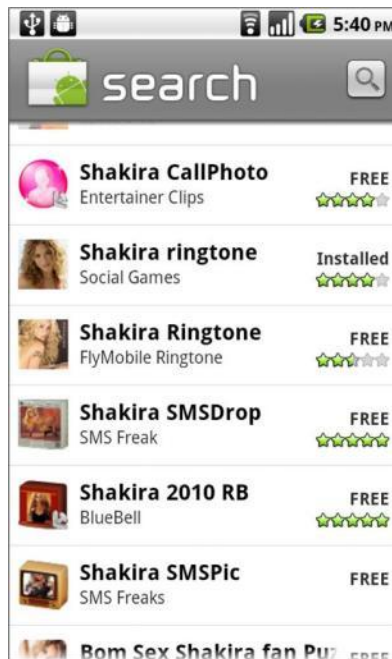 5:40 PM
search
Shakira CallPhoto
FREE
Entertainer Clips
Shakira ringtone
Installed
Social Games
Shakira Ringtone
FREE
FlyMobile Ringtone
Shakira SMSDrop
FREE
SMS Freak
Shakira 2010 RB
FREE
BlueBell
Shakira SMSPic
FREE
SMS Freaks
Bom Sex Shakira fan Puz
FREE